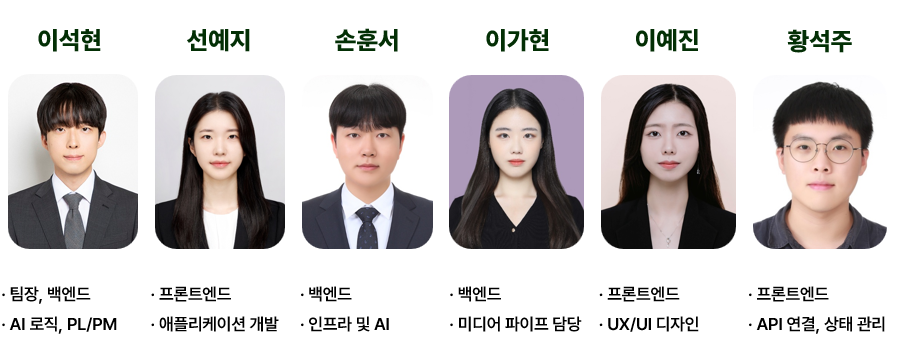 이석현
선예지
손훈서
이가현
이예진
황석주
· 팀장, 백엔드
· AI 로직, PL/PM
· 프론트엔드
· 애플리케이션 개발
· 백엔드
· 인프라 및 AI
· 백엔드
· 미디어 파이프 담당
· 프론트엔드
· UX/UI 디자인
· 프론트엔드
· API 연결, 상태 관리